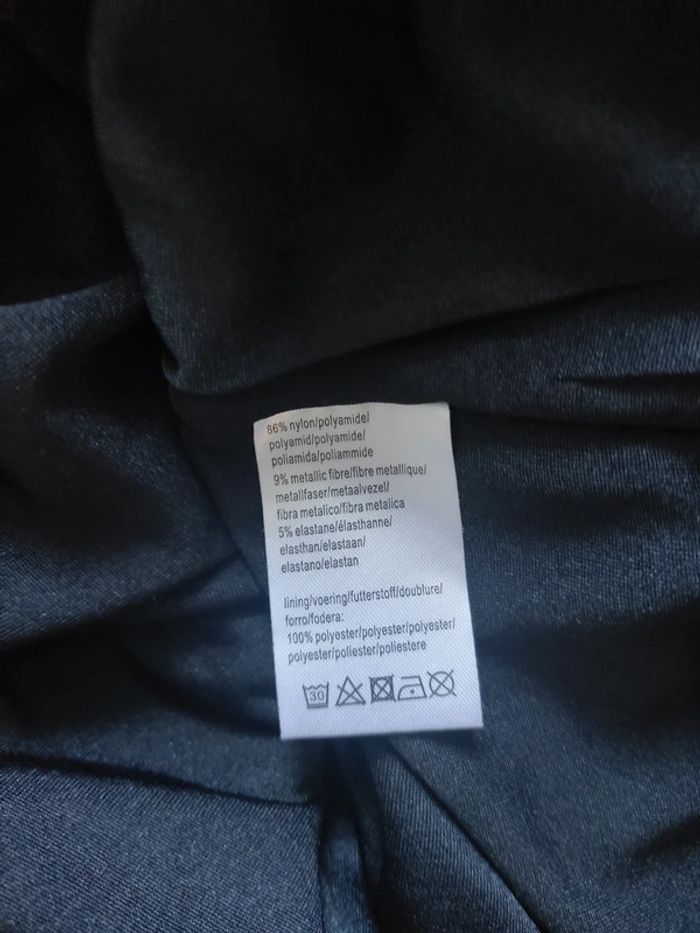 86% nylon/polyamide/
polyamid/polyamide/
poliamida/poliammide
9% metallic fibre/fibre metallique/
metallfaser/metaalvezel/
fibra metalico/fibra metalica
5% elastane/élasthanne/
elasthan/elastaan/
elastano/elastan
lining/voering/futterstoff/doublure/
forro/fodera:
100% polyester/polyester/polyester/
polyester/poliester/poliestere
30